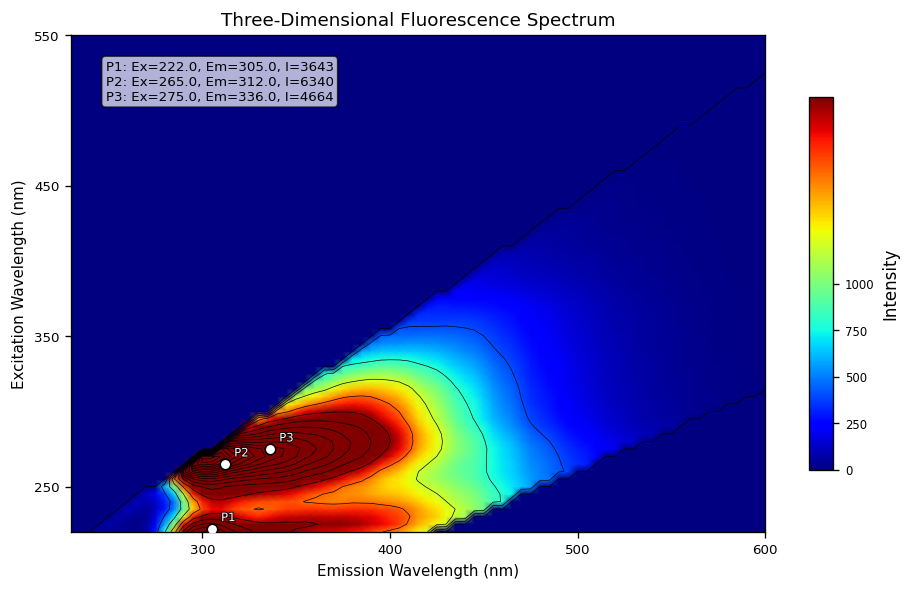 Three-Dimensional Fluorescence Spectrum
P1: Ex=222.0, Em=305.0, I=3643
P2: Ex=265.0, Em=312.0, I=6340
P3: Ex=275.0, Em=336.0, I=4664
550
450
350
250
Excitation Wavelength (nm)
P3
P2
P1
300
400
500
600
Emission Wavelength (nm)
1000
750
500
250
0
Intensity